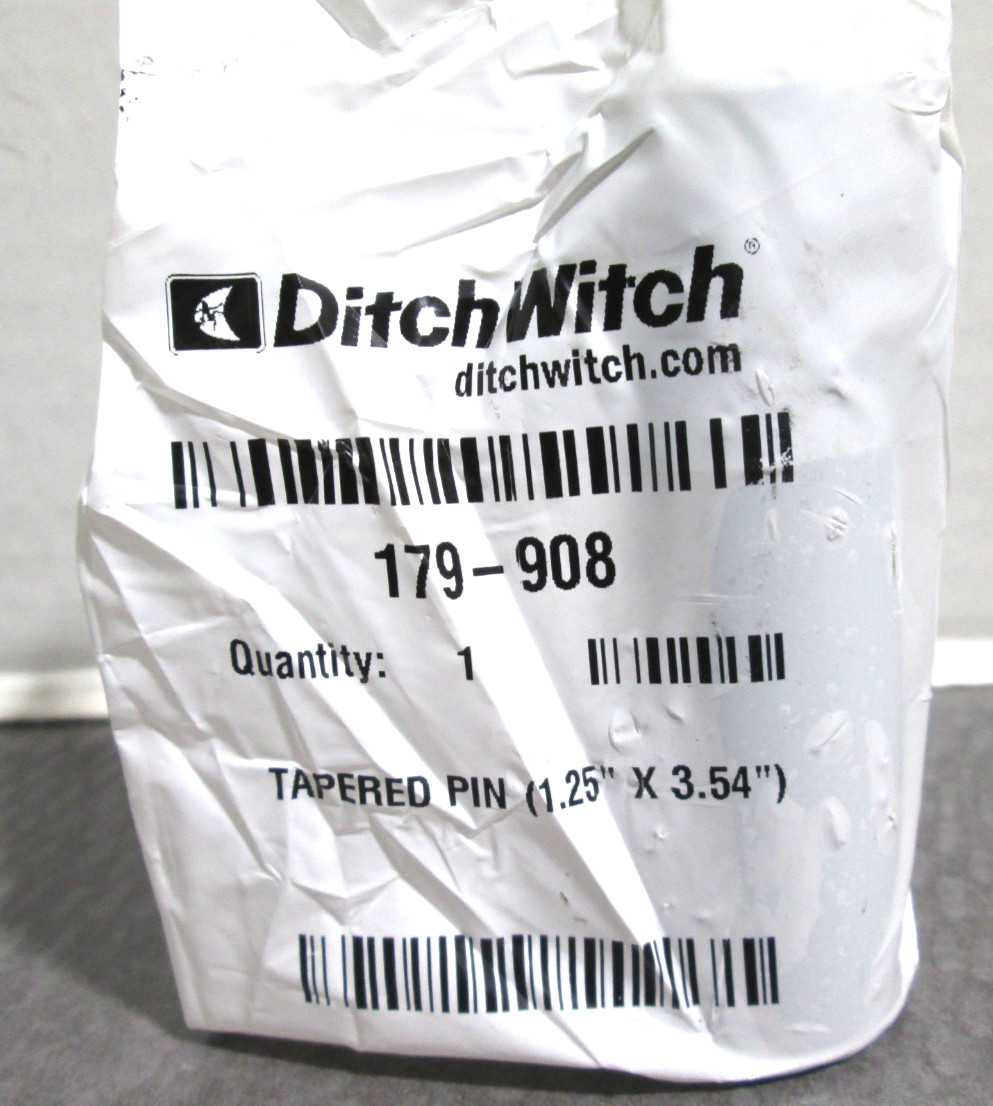 DitchWitch®
ditchwitch.com
179-908
Quantity: 1
TAPERED PIN (1.25" X 3.54")